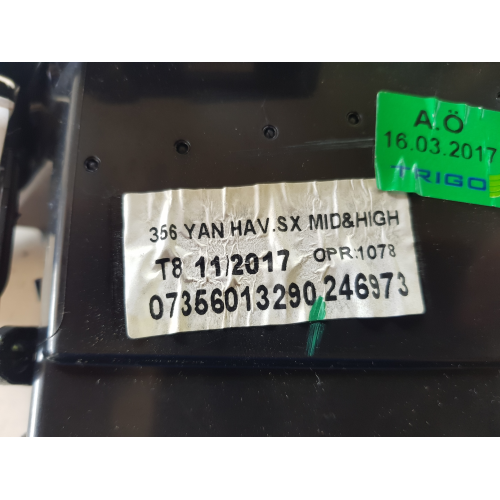 A.Ö
16.03.2017
TRIGO
356 YAN HAV.SX MID&HIGH
T8 11/2017 OPR:1078
07356013290 246973